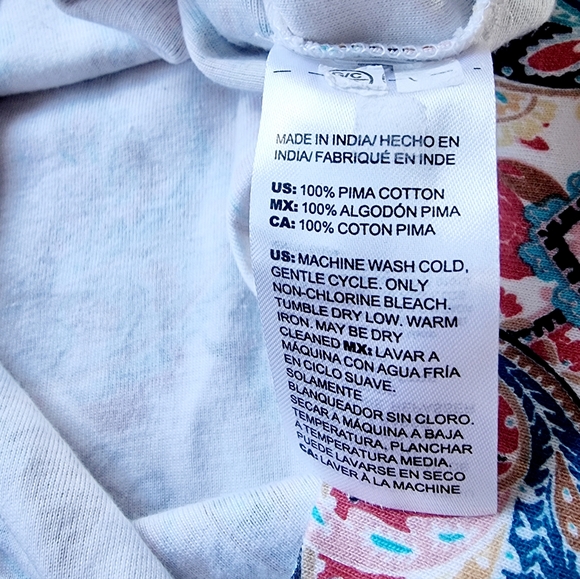 S/C
MADE IN INDIA/ HECHO EN
INDIA/ FABRIQUÉ EN INDE
US: 100% PIMA COTTON
MX: 100% ALGODÓN PIMA
CA: 100% COTON PIMA
US: MACHINE WASH COLD,
GENTLE CYCLE. ONLY
NON-CHLORINE BLEACH.
TUMBLE DRY LOW. WARM
IRON. MAY BE DRY
CLEANED MX: LAVAR A
MÁQUINA CON AGUA FRÍA
EN CICLO SUAVE.
SOLAMENTE
BLANQUEADOR SIN CLORO.
SECAR A MÁQUINA A BAJA
TEMPERATURA, PLANCHAR
A TEMPERATURA MEDIA.
PUEDE LAVARSE EN SECO
CA: LAVER À LA MACHINE